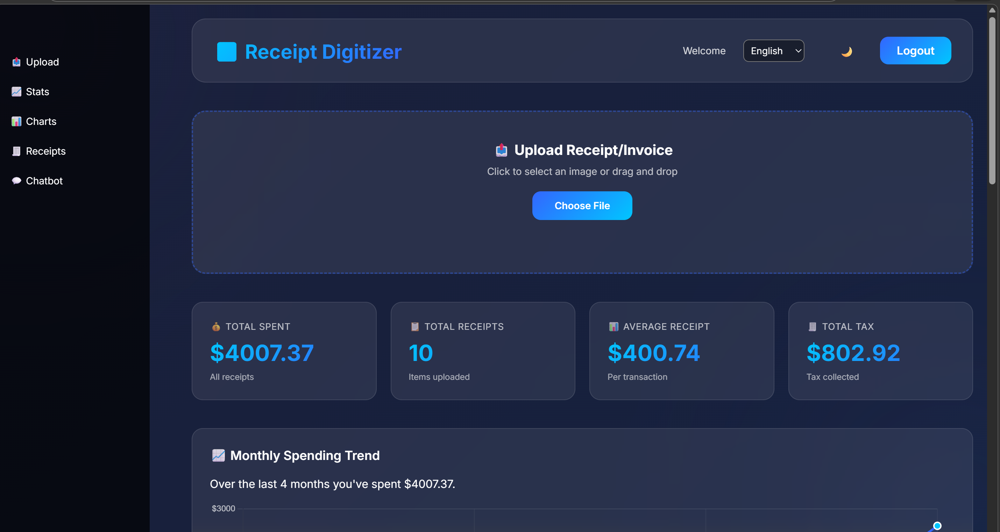 Upload
Stats
Charts
Receipts
Chatbot
Receipt Digitizer
Welcome
English
Logout
Upload Receipt/Invoice
Click to select an image or drag and drop
Choose File
TOTAL SPENT
$4007.37
All receipts
TOTAL RECEIPTS
10
Items uploaded
AVERAGE RECEIPT
$400.74
Per transaction
TOTAL TAX
$802.92
Tax collected
Monthly Spending Trend
Over the last 4 months you've spent $4007.37.
$3000